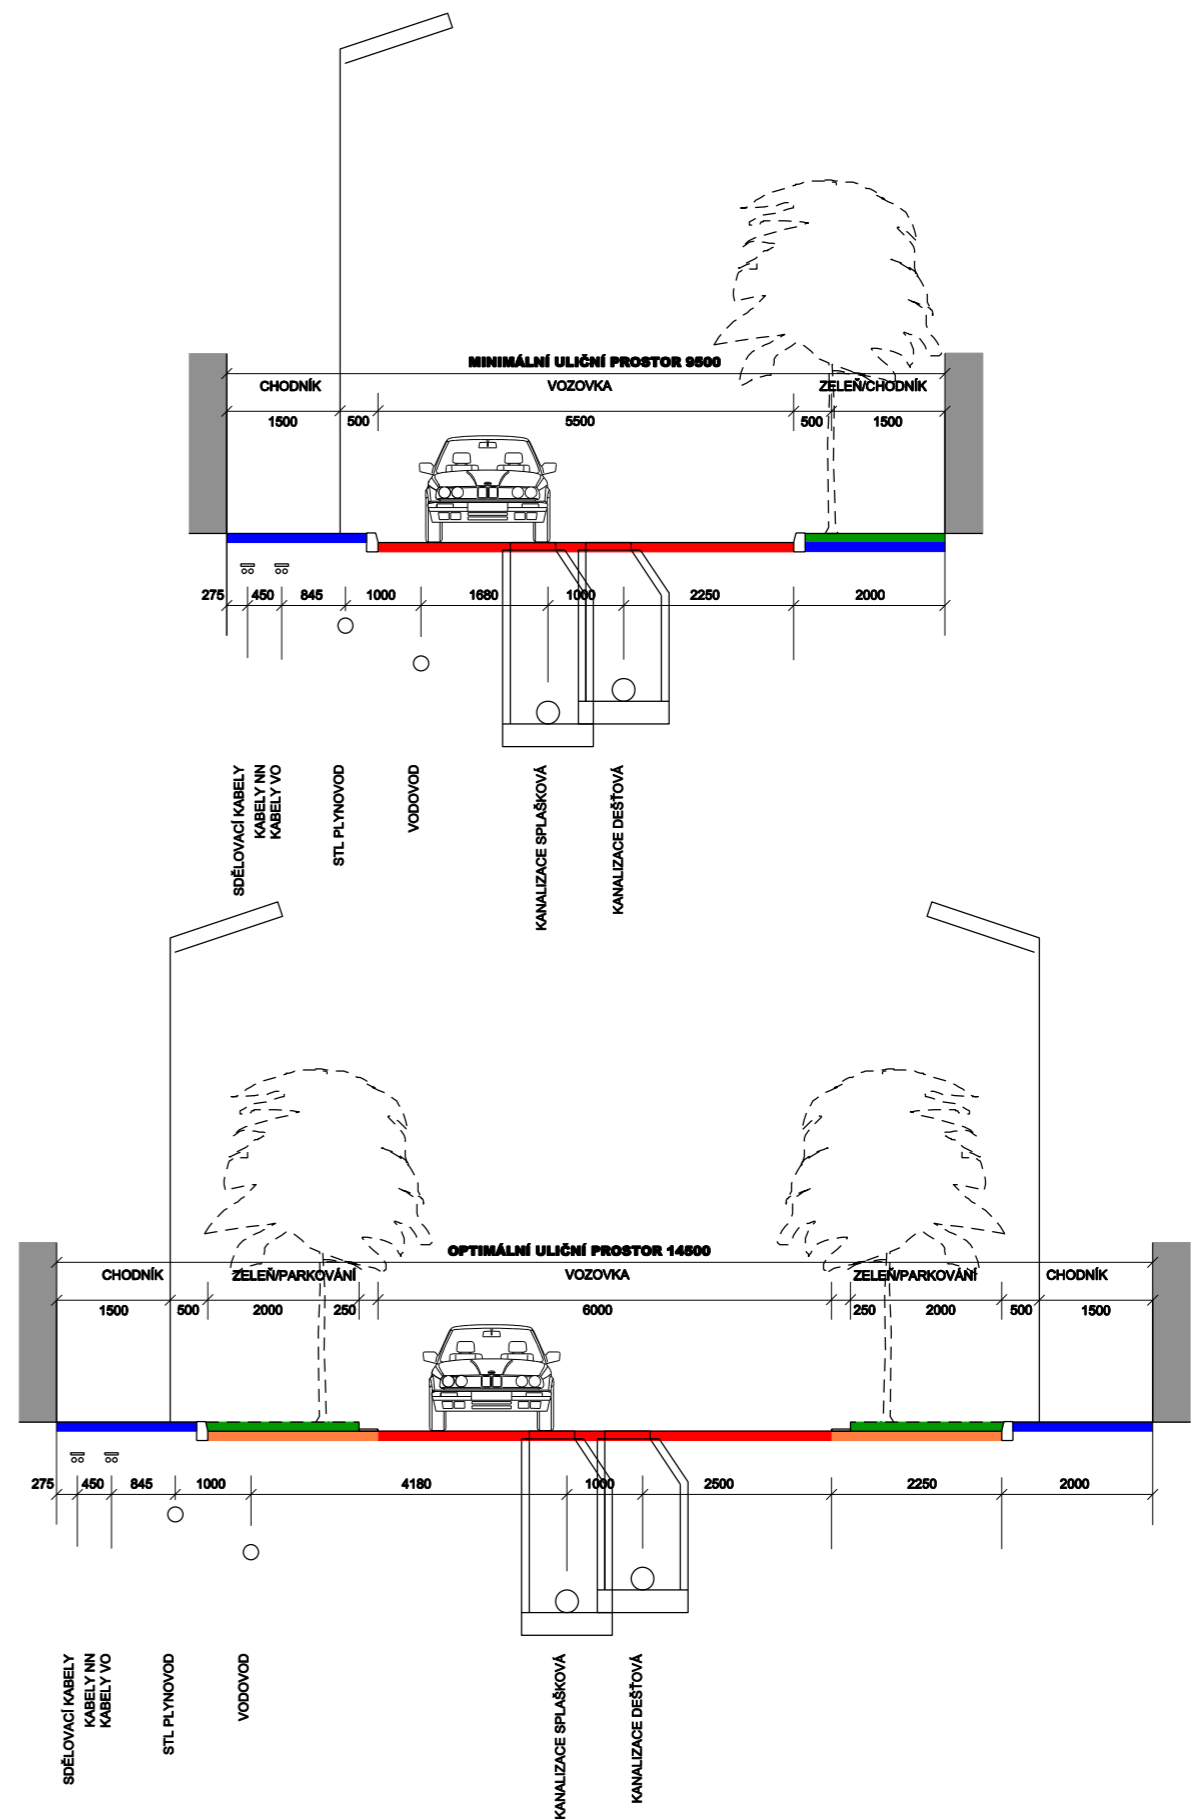 MINIMÁLNÍ ULIČNÍ PROSTOR 9500
CHODNÍK VOZOVKA ZELEŇ/CHODNÍK
1500 500 5500 500 1500
275 450 845 1000 1680 1000 2250 2000
SDĚLOVACÍ KABELY
KABELY NN
KABELY VO
STL PLYNOVOD
VODOVOD
KANALIZACE SPLAŠKOVÁ
KANALIZACE DEŠŤOVÁ
OPTIMÁLNÍ ULIČNÍ PROSTOR 14500
CHODNÍK ZELEŇ/PARKOVÁNÍ VOZOVKA ZELEŇ/PARKOVÁNÍ CHODNÍK
1500 500 2000 250 6000 250 2000 500 1500
275 450 845 1000 4180 1000 2500 2250 2000
SDĚLOVACÍ KABELY
KABELY NN
KABELY VO
STL PLYNOVOD
VODOVOD
KANALIZACE SPLAŠKOVÁ
KANALIZACE DEŠŤOVÁ